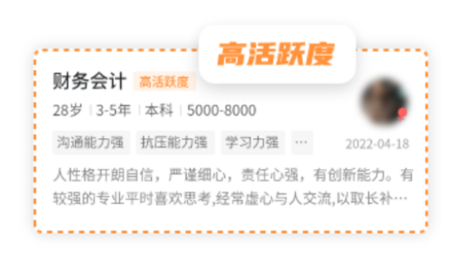 高活跃度
财务会计 高活跃度
28岁 3-5年 本科 5000-8000
沟通能力强 抗压能力强 学习力强 ···
2022-04-18
人性格开朗自信，严谨细心，责任心强，有创新能力。有
较强的专业平时喜欢思考,经常虚心与人交流,以取长补···